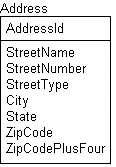 Address
AddressId
StreetName
StreetNumber
StreetType
City
State
ZipCode
ZipCodePlusFour